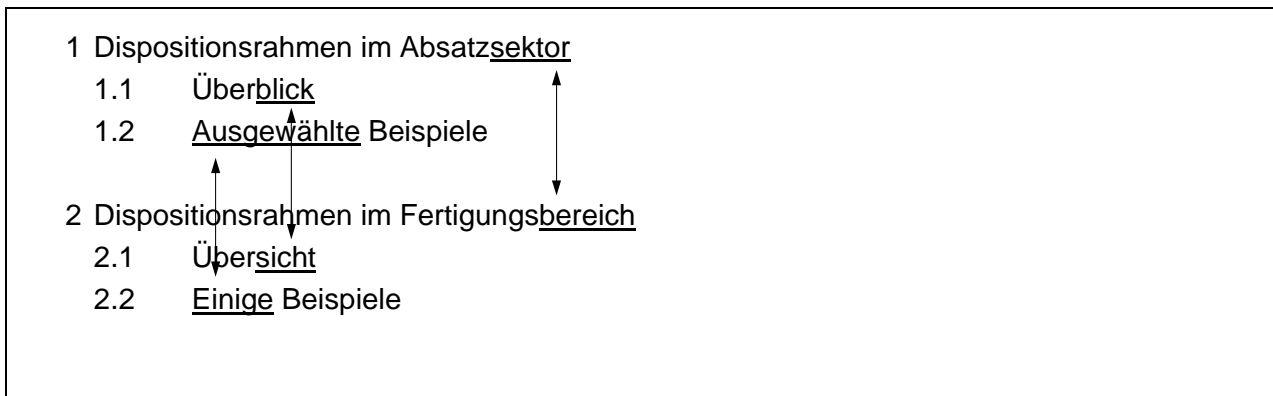 1 Dispositionsrahmen im Absatzsektor
1.1 Überblick
1.2 Ausgewählte Beispiele
2 Dispositionsrahmen im Fertigungsbereich
2.1 Übersicht
2.2 Einige Beispiele